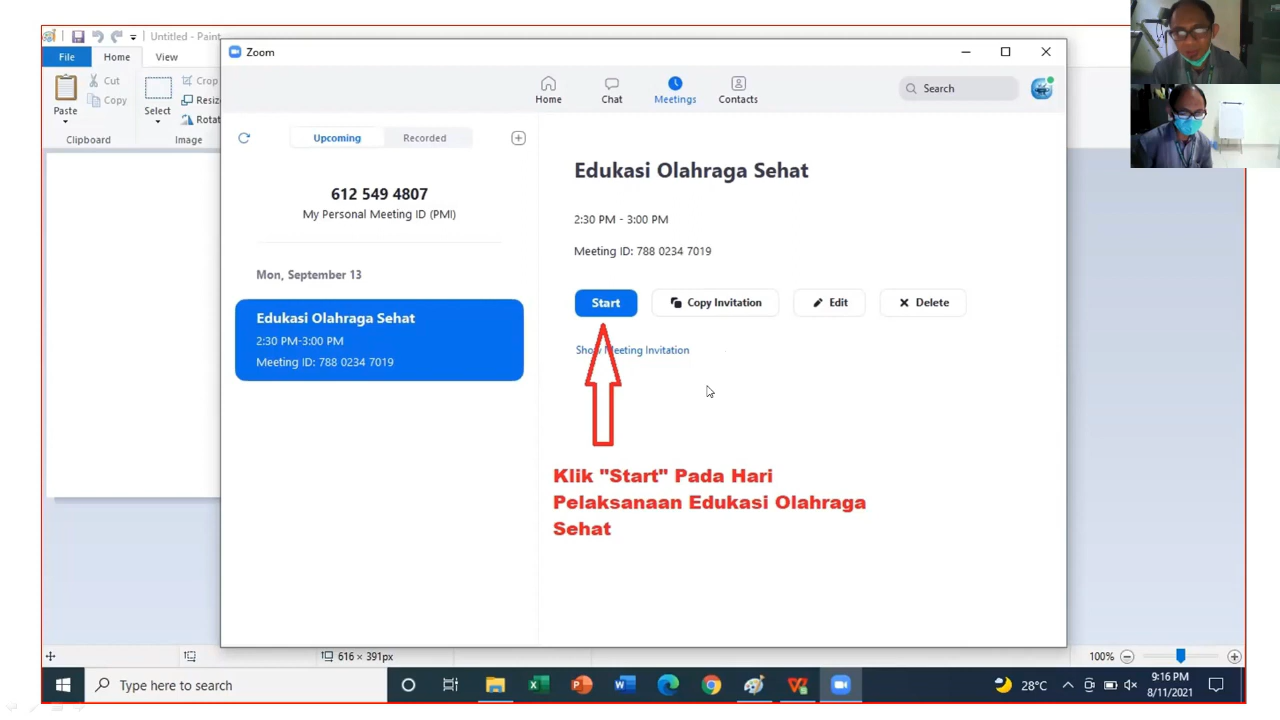 Untitled - Paint
File
Home
View
Paste
Cut
Copy
Clipboard
Select
Crop
Resiz
Rotat
Image
Zoom
Home
Chat
Meetings
Contacts
Search
Upcoming
Recorded
612 549 4807
My Personal Meeting ID (PMI)
Mon, September 13
Edukasi Olahraga Sehat
2:30 PM-3:00 PM
Meeting ID: 788 0234 7019
Edukasi Olahraga Sehat
2:30 PM - 3:00 PM
Meeting ID: 788 0234 7019
Start
Copy Invitation
Edit
Delete
Show Meeting Invitation
Klik "Start" Pada Hari
Pelaksanaan Edukasi Olahraga
Sehat
616 × 391px
100%
Type here to search
28°C
9:16 PM
8/11/2021